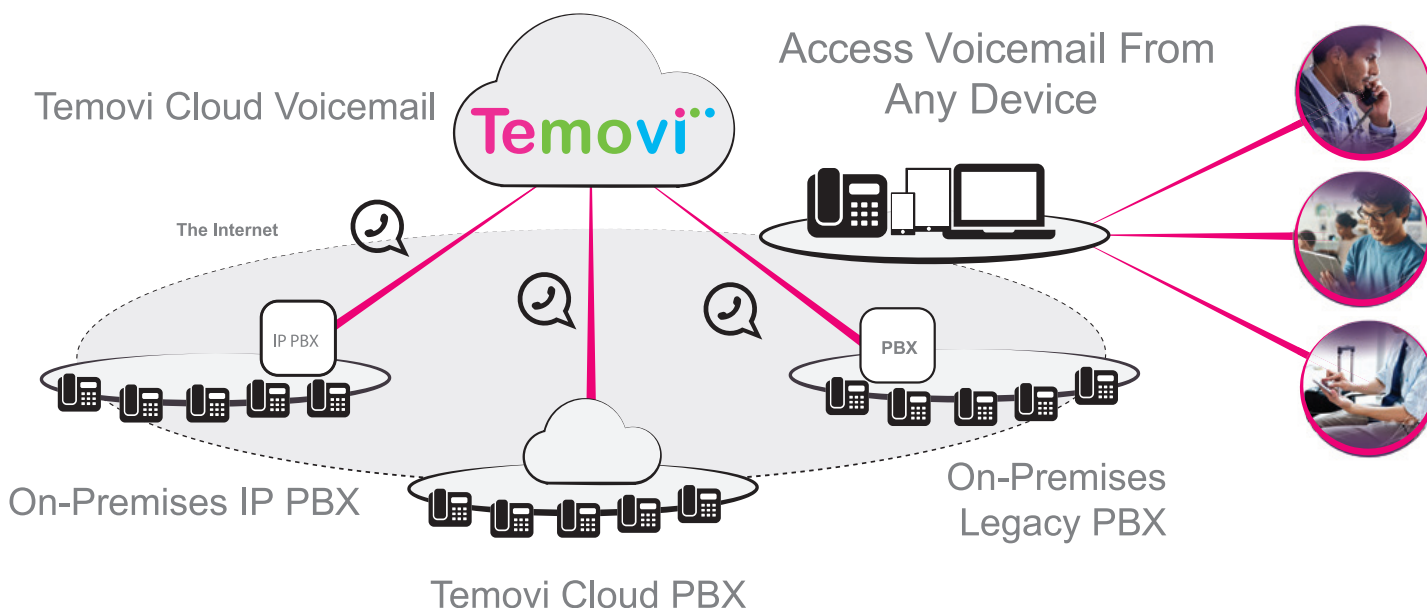 Access Voicemail From
Any Device
Temovi Cloud Voicemail
Temovi
The Internet
IP PBX
PBX
On-Premises IP PBX
On-Premises
Legacy PBX
Temovi Cloud PBX